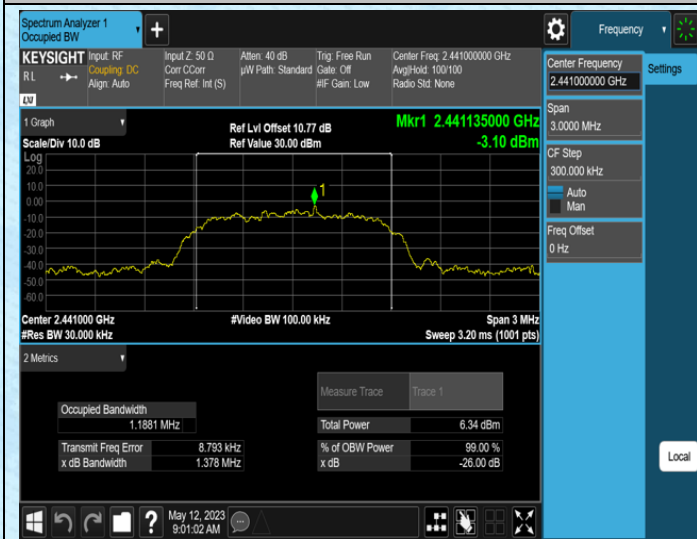 Spectrum Analyzer 1
Occupied BW
+
Frequency
KEYSIGHT
RL
LXI
Input: RF
Coupling: DC
Align: Auto
Input Z: 50 Ω
Corr CCorr
Freq Ref: Int (S)
Atten: 40 dB
µW Path: Standard
Trig: Free Run
Gate: Off
#IF Gain: Low
Center Freq: 2.441000000 GHz
Avg|Hold: 100/100
Radio Std: None
Center Frequency
2.441000000 GHz
Settings
Span
3.0000 MHz
CF Step
300.000 kHz
Auto
Man
Freq Offset
0 Hz
1 Graph
Scale/Div 10.0 dB
Ref Lvl Offset 10.77 dB
Ref Value 30.00 dBm
Mkr1 2.441135000 GHz
-3.10 dBm
Log
20.0
10.0
0.00
-10.0
-20.0
-30.0
-40.0
-50.0
-60.0
1
Center 2.441000 GHz
#Res BW 30.000 kHz
#Video BW 100.00 kHz
Span 3 MHz
Sweep 3.20 ms (1001 pts)
2 Metrics
Measure Trace
Trace 1
Occupied Bandwidth
1.1881 MHz
Total Power
6.34 dBm
Transmit Freq Error
8.793 kHz
% of OBW Power
99.00 %
x dB Bandwidth
1.378 MHz
x dB
-26.00 dB
Local
?
May 12, 2023
9:01:02 AM